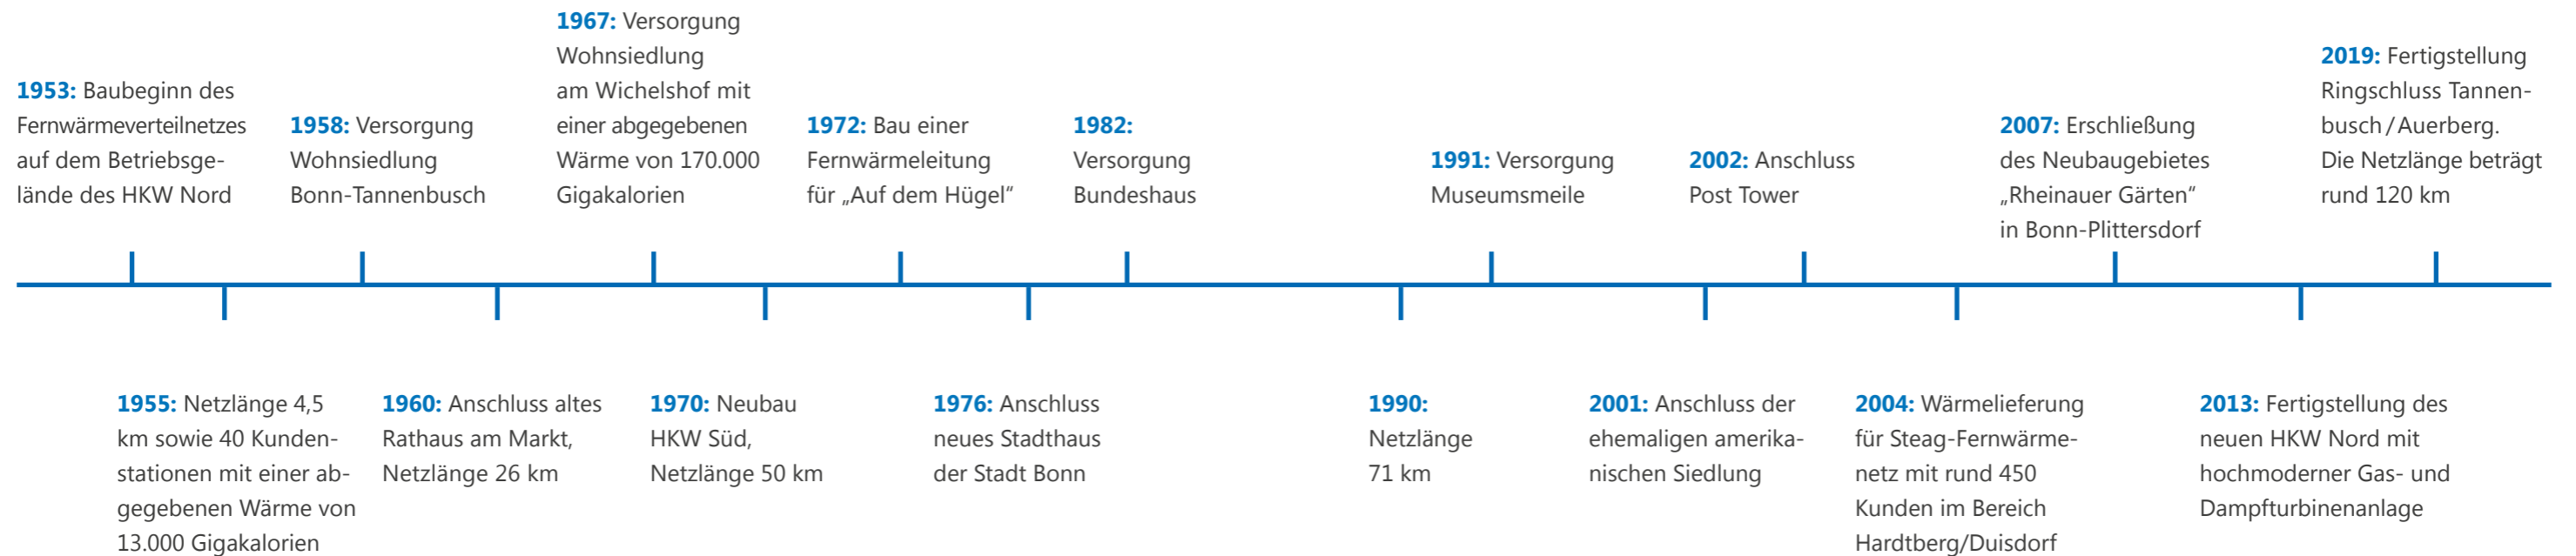 1953: Baubeginn des
Fernwärmeverteilnetzes
auf dem Betriebsge-
lände des HKW Nord
1955: Netzlänge 4,5
km sowie 40 Kunden-
stationen mit einer ab-
gegebenen Wärme von
13.000 Gigakalorien
1958: Versorgung
Wohnsiedlung
Bonn-Tannenbusch
1960: Anschluss altes
Rathaus am Markt,
Netzlänge 26 km
1967: Versorgung
Wohnsiedlung
am Wichelshof mit
einer abgegebenen
Wärme von 170.000
Gigakalorien
1970: Neubau
HKW Süd,
Netzlänge 50 km
1972: Bau einer
Fernwärmeleitung
für „Auf dem Hügel“
1976: Anschluss
neues Stadthaus
der Stadt Bonn
1982:
Versorgung
Bundeshaus
1990:
Netzlänge
71 km
1991: Versorgung
Museumsmeile
2001: Anschluss der
ehemaligen amerika-
nischen Siedlung
2002: Anschluss
Post Tower
2004: Wärmelieferung
für Steag-Fernwärme-
netz mit rund 450
Kunden im Bereich
Hardtberg/Duisdorf
2007: Erschließung
des Neubaugebietes
„Rheinauer Gärten“
in Bonn-Plittersdorf
2013: Fertigstellung des
neuen HKW Nord mit
hochmoderner Gas- und
Dampfturbinenanlage
2019: Fertigstellung
Ringschluss Tannen-
busch / Auerberg.
Die Netzlänge beträgt
rund 120 km